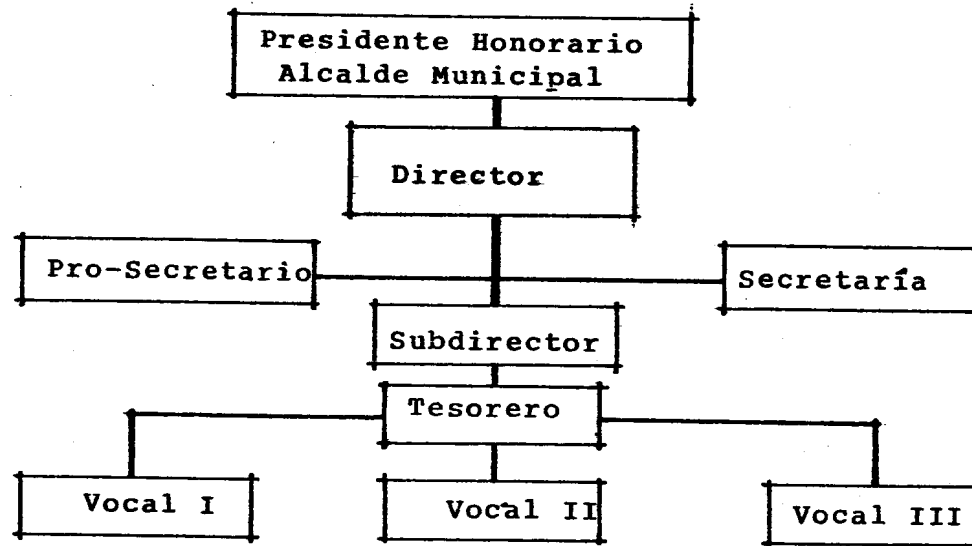 Presidente Honorario
Alcalde Municipal
Director
Pro-Secretario
Secretaría
Subdirector
Tesorero
Vocal I
Vocal II
Vocal III